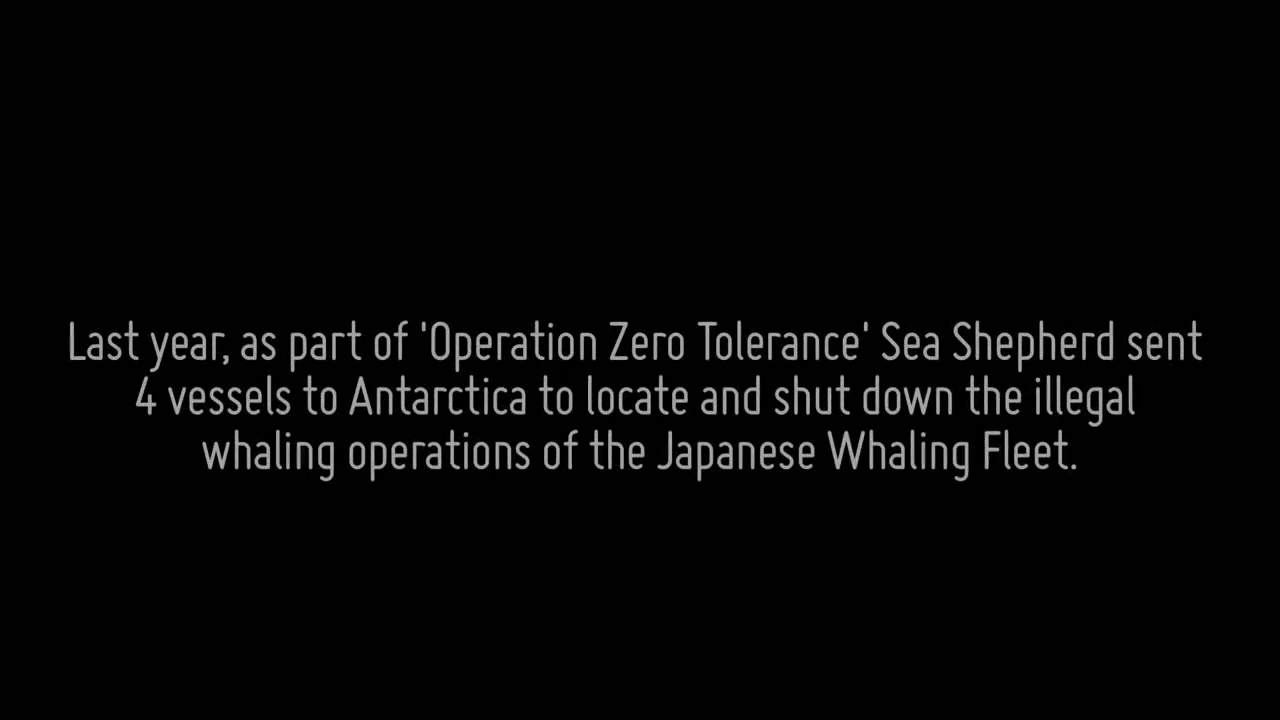 Last year, as part of 'Operation Zero Tolerance' Sea Shepherd sent
4 vessels to Antarctica to locate and shut down the illegal
whaling operations of the Japanese Whaling Fleet.